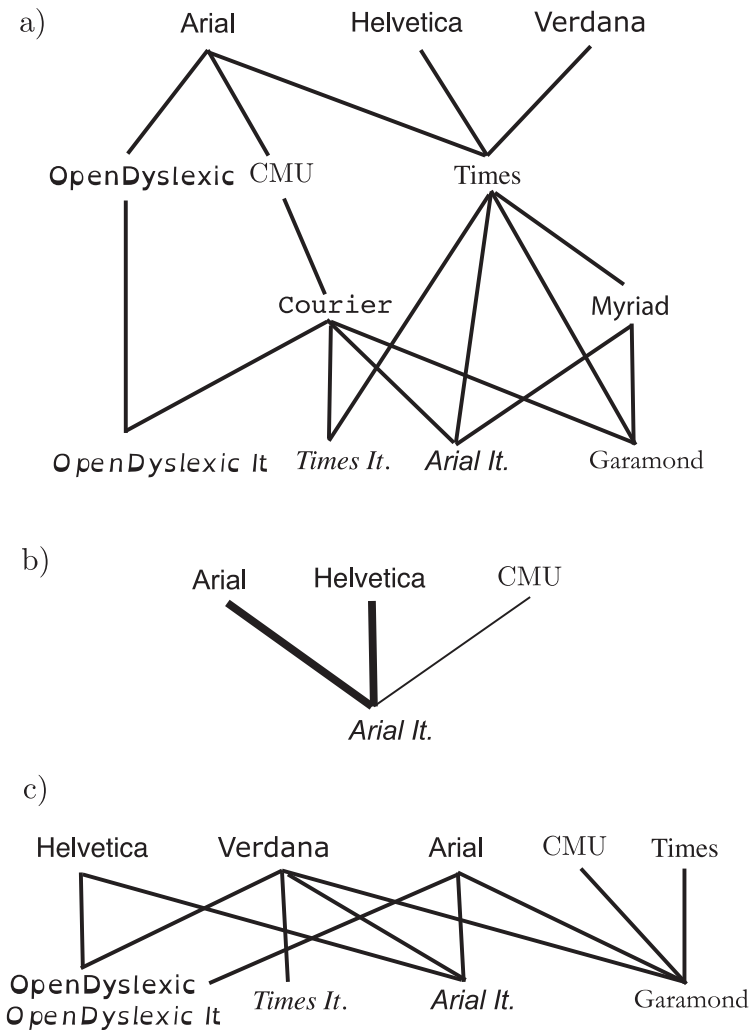 a)
Arial Helvetica Verdana
OpenDyslexic CMU Times
Courier Myriad
OpenDyslexic It Times It. Arial It. Garamond
b)
Arial Helvetica CMU
Arial It.
c)
Helvetica Verdana Arial CMU Times
OpenDyslexic
OpenDyslexic It Times It. Arial It. Garamond